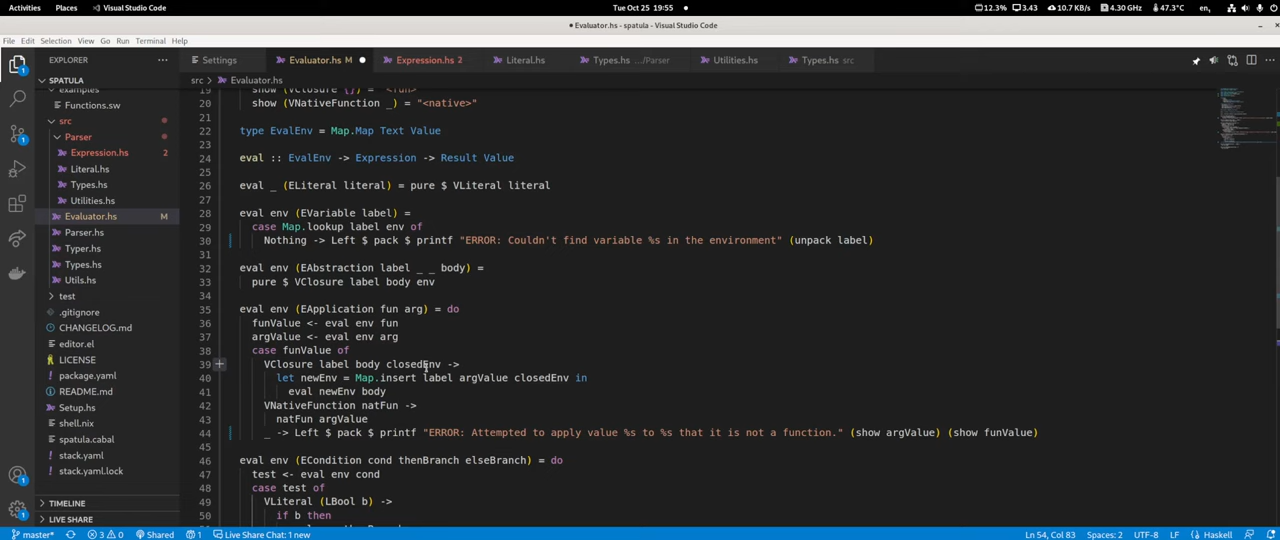 Activities Places Visual Studio Code Tue Oct 25 19:55 12.3% 3.43 10.7 KB/s 4.30 GHz 47.3°C en
● Evaluator.hs - spatula - Visual Studio Code
File Edit Selection View Go Run Terminal Help
EXPLORER
Settings Evaluator.hs M Expression.hs 2 Literal.hs Types.hs .../Parser Utilities.hs Types.hs src
SPATULA
src > Evaluator.hs
examples
Functions.sw
src
Parser
Expression.hs 2
Literal.hs
Types.hs
Utilities.hs
Evaluator.hs M
Parser.hs
Typer.hs
Types.hs
Utils.hs
test
.gitignore
CHANGELOG.md
editor.el
LICENSE
package.yaml
README.md
Setup.hs
shell.nix
spatula.cabal
stack.yaml
stack.yaml.lock
TIMELINE
LIVE SHARE
19 show (VClosure {}) = "<fun>"
20 show (VNativeFunction _) = "<native>"
21
22 type EvalEnv = Map.Map Text Value
23
24 eval :: EvalEnv -> Expression -> Result Value
25
26 eval _ (ELiteral literal) = pure $ VLiteral literal
27
28 eval env (EVariable label) =
29 case Map.lookup label env of
30 Nothing -> Left $ pack $ printf "ERROR: Couldn't find variable %s in the environment" (unpack label)
31
32 eval env (EAbstraction label _ _ body) =
33 pure $ VClosure label body env
34
35 eval env (EApplication fun arg) = do
36 funValue <- eval env fun
37 argValue <- eval env arg
38 case funValue of
39 VClosure label body closedEnv ->
40 let newEnv = Map.insert label argValue closedEnv in
41 eval newEnv body
42 VNativeFunction natFun ->
43 natFun argValue
44 _ -> Left $ pack $ printf "ERROR: Attempted to apply value %s to %s that it is not a function." (show argValue) (show funValue)
45
46 eval env (ECondition cond thenBranch elseBranch) = do
47 test <- eval env cond
48 case test of
49 VLiteral (LBool b) ->
50 if b then
master* 3 0 Shared 1 Live Share Chat: 1 new Ln 54, Col 83 Spaces: 2 UTF-8 LF Haskell